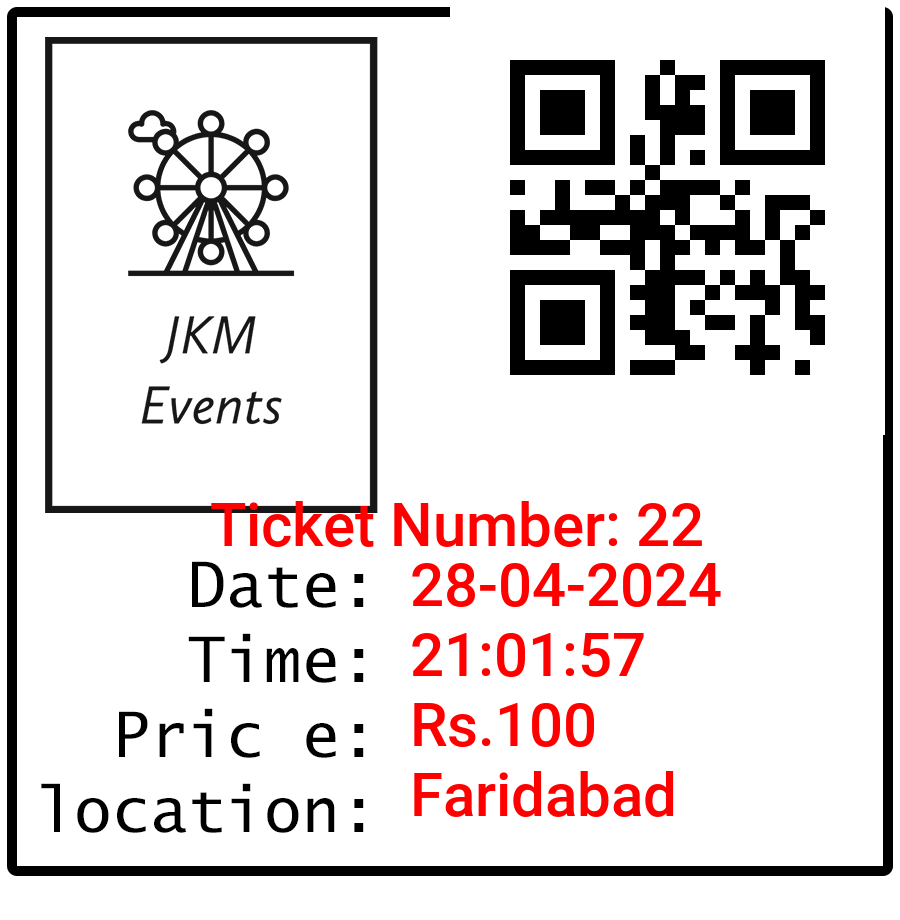 JKM
Events
Ticket Number: 22
Date: 28-04-2024
Time: 21:01:57
Pric e: Rs.100
location: Faridabad